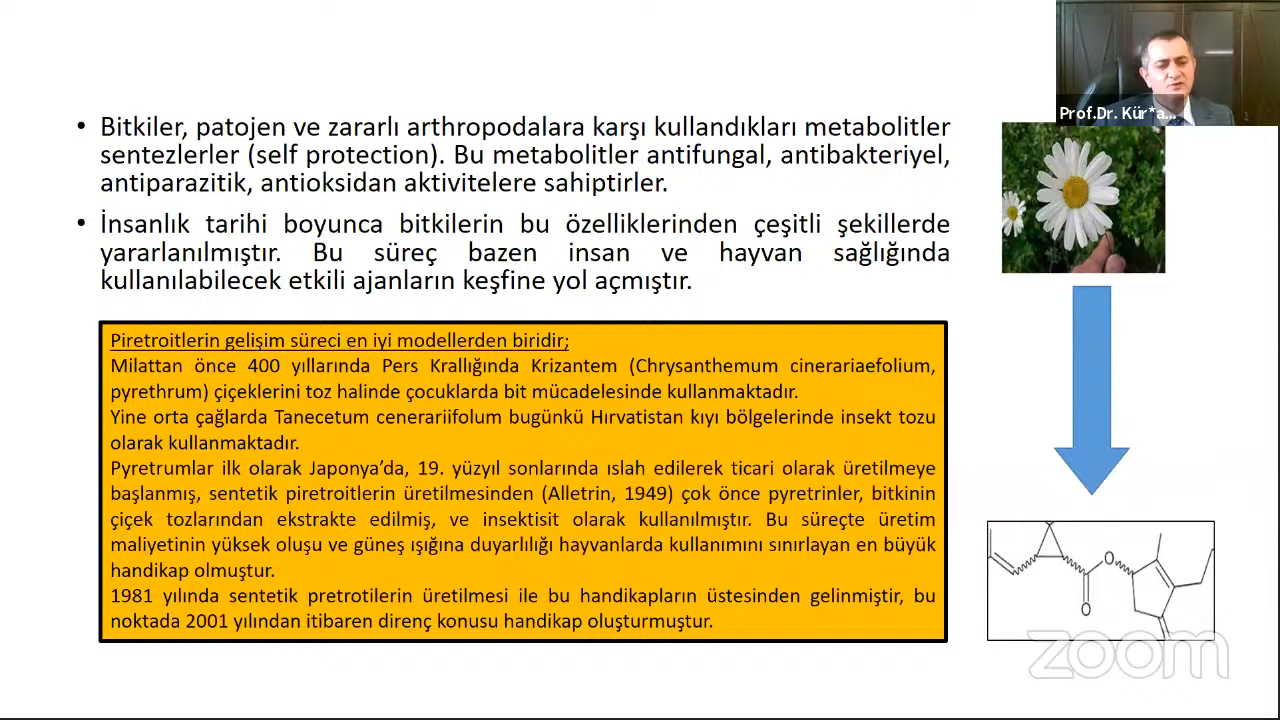 Prof.Dr. Kür*a...
• Bitkiler, patojen ve zararlı arthropodalara karşı kullandıkları metabolitler
sentezlerler (self protection). Bu metabolitler antifungal, antibakteriyel,
antiparazitik, antioksidan aktivitelere sahiptirler.
• İnsanlık tarihi boyunca bitkilerin bu özelliklerinden çeşitli şekillerde
yararlanılmıştır. Bu süreç bazen insan ve hayvan sağlığında
kullanılabilecek etkili ajanların keşfine yol açmıştır.
Piretroitlerin gelişim süreci en iyi modellerden biridir;
Milattan önce 400 yıllarında Pers Krallığında Krizantem (Chrysanthemum cinerariaefolium,
pyrethrum) çiçeklerini toz halinde çocuklarda bit mücadelesinde kullanmaktadır.
Yine orta çağlarda Tanecetum cenerariifolum bugünkü Hırvatistan kıyı bölgelerinde insekt tozu
olarak kullanmaktadır.
Pyretrumlar ilk olarak Japonya’da, 19. yüzyıl sonlarında ıslah edilerek ticari olarak üretilmeye
başlanmış, sentetik piretroitlerin üretilmesinden (Alletrin, 1949) çok önce pyretrinler, bitkinin
çiçek tozlarından ekstrakte edilmiş, ve insektisit olarak kullanılmıştır. Bu süreçte üretim
maliyetinin yüksek oluşu ve güneş ışığına duyarlılığı hayvanlarda kullanımını sınırlayan en büyük
handikap olmuştur.
1981 yılında sentetik pretrotilerin üretilmesi ile bu handikapların üstesinden gelinmiştir, bu
noktada 2001 yılından itibaren direnç konusu handikap oluşturmuştur.
O
O
zoom